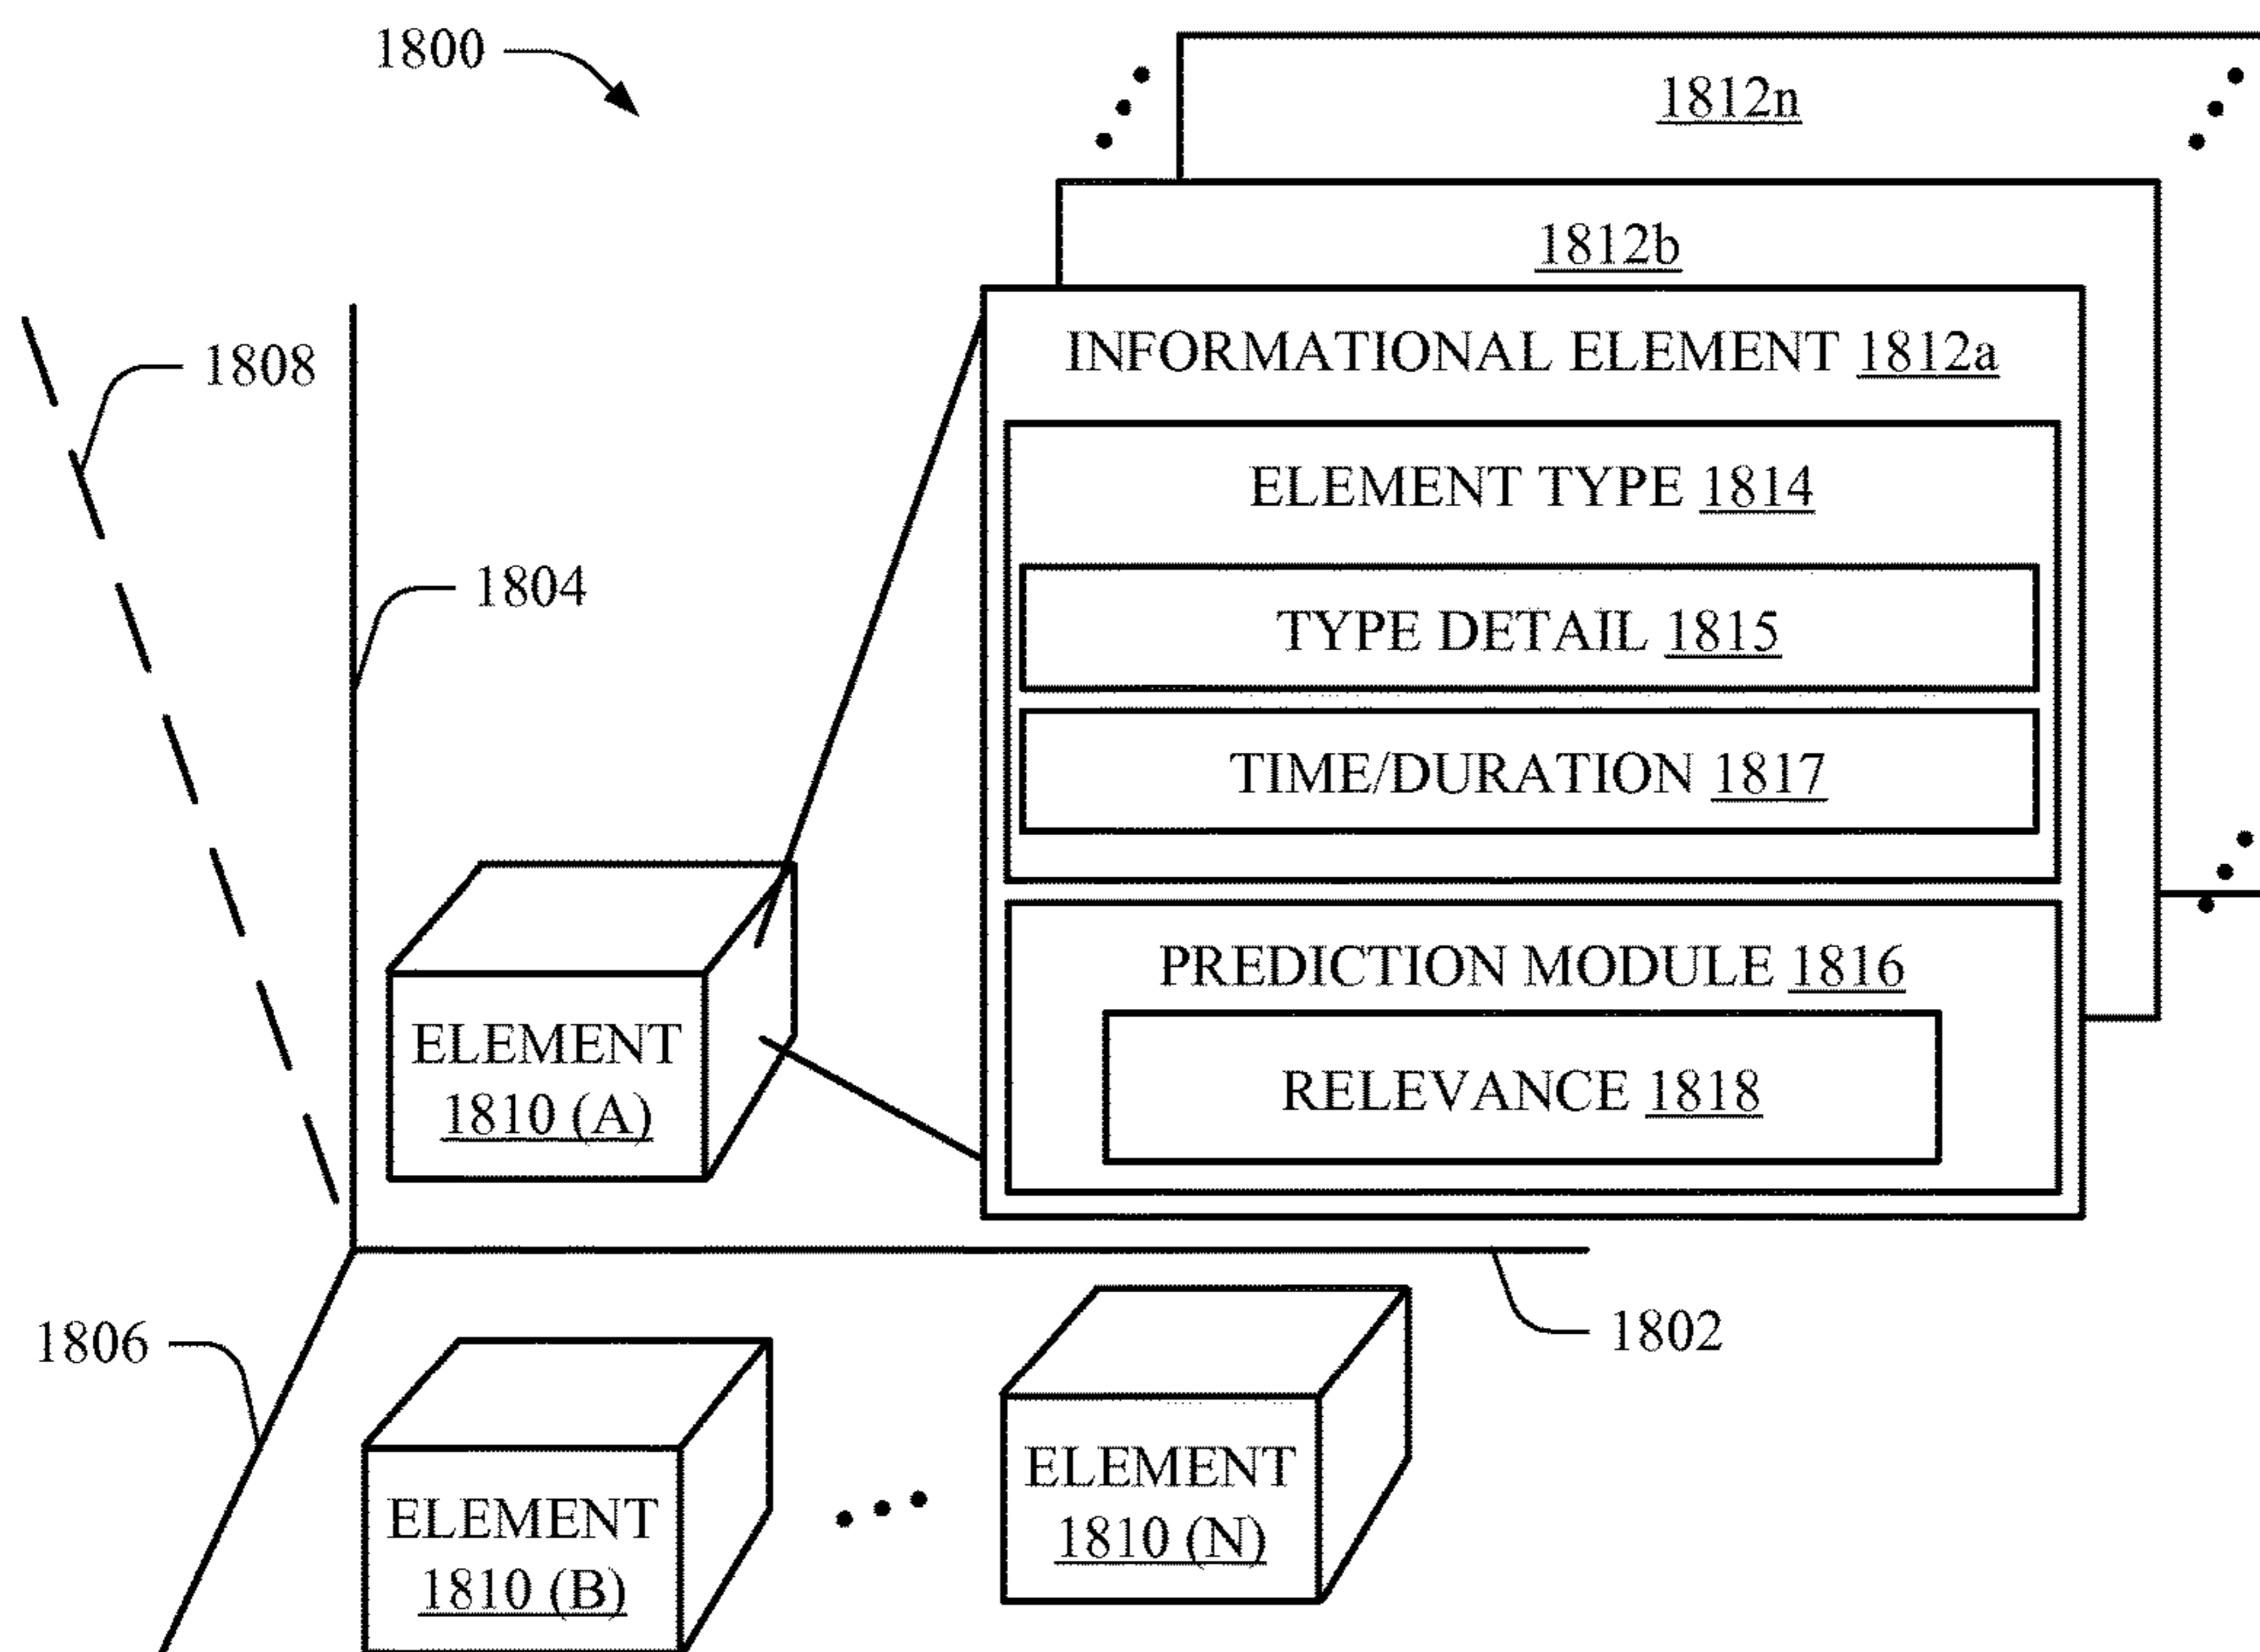 1800
1812n
1812b
INFORMATIONAL ELEMENT 1812a
1808
ELEMENT TYPE 1814
1804
TYPE DETAIL 1815
TIME/DURATION 1817
PREDICTION MODULE 1816
ELEMENT
1810 (A)
RELEVANCE 1818
1806
1802
ELEMENT
1810 (B)
ELEMENT
1810 (N)